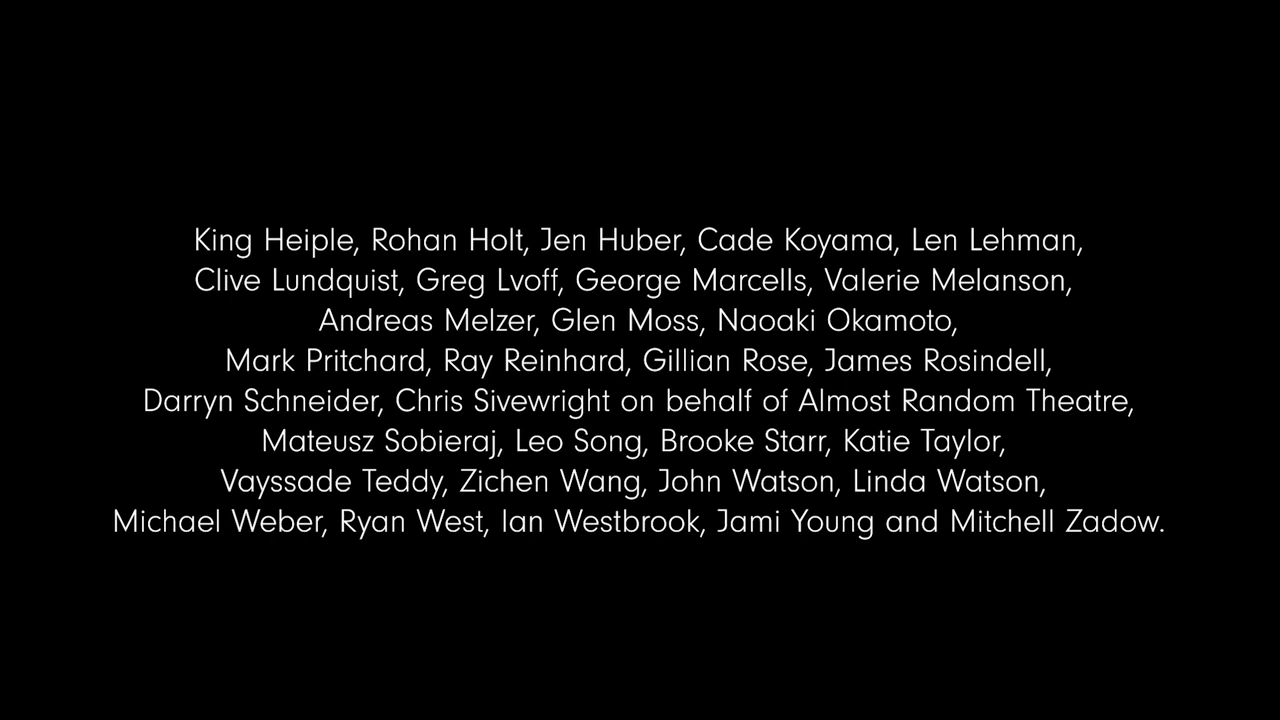 King Heiple, Rohan Holt, Jen Huber, Cade Koyama, Len Lehman,
Clive Lundquist, Greg Lvoff, George Marcells, Valerie Melanson,
Andreas Melzer, Glen Moss, Naoaki Okamoto,
Mark Pritchard, Ray Reinhard, Gillian Rose, James Rosindell,
Darryn Schneider, Chris Sivewright on behalf of Almost Random Theatre,
Mateusz Sobieraj, Leo Song, Brooke Starr, Katie Taylor,
Vayssade Teddy, Zichen Wang, John Watson, Linda Watson,
Michael Weber, Ryan West, Ian Westbrook, Jami Young and Mitchell Zadow.